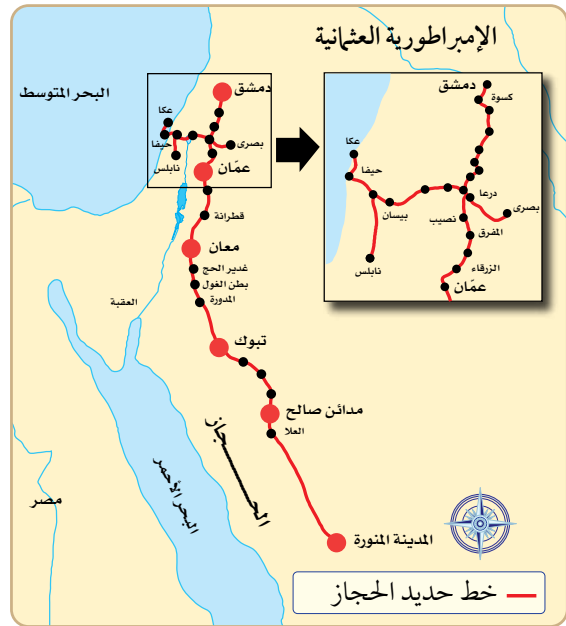 الإمبراطورية العثمانية
البحر المتوسط
دمشق
عكا
حيفا
بصرى
نابلس
عمّان
قطرانة
معان
غدير الحج
بطن الغول
المدورة
العقبة
تبوك
مدائن صالح
العلا
الحـــــجاز
البحر الأحمر
مصر
المدينة المنورة
دمشق
كسوة
عكا
حيفا
درعا
بصرى
بيسان
نصيب
المفرق
نابلس
الزرقاء
عمّان
خط حديد الحجاز